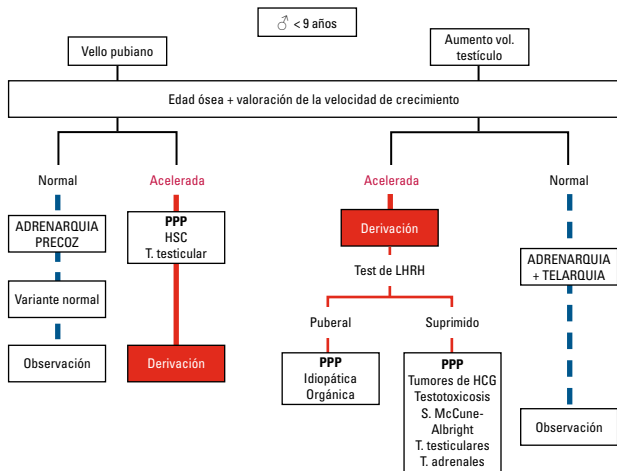 ♂ < 9 años
Vello pubiano
Aumento vol.
testículo
Edad ósea + valoración de la velocidad de crecimiento
Normal
Acelerada
Acelerada
Normal
ADRENARQUIA
PRECOZ
PPP
HSC
T. testicular
Derivación
ADRENARQUIA
+ TELARQUIA
Test de LHRH
Variante normal
Puberal
Suprimido
Observación
Derivación
PPP
Idiopática
Orgánica
PPP
Tumores de HCG
Testotoxicosis
S. McCune-
Albright
T. testiculares
T. adrenales
Observación